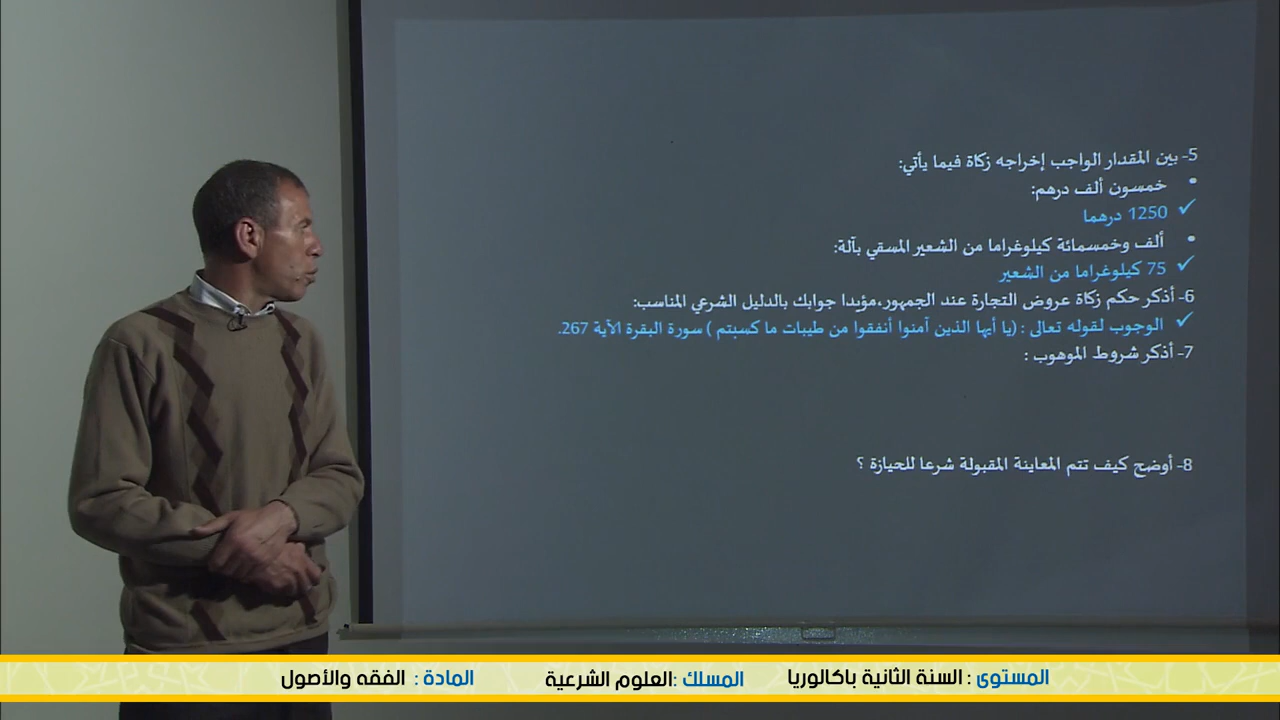 5- بين المقدار الواجب إخراجه زكاة فيما يأتي:
• خمسون ألف درهم:
✓ 1250 درهما
• ألف وخمسمائة كيلوغراما من الشعير المسقي بآلة:
✓ 75 كيلوغراما من الشعير
6- أذكر حكم زكاة عروض التجارة عند الجمهور،مؤيدا جوابك بالدليل الشرعي المناسب:
✓ الوجوب لقوله تعالى : (يا أيها الذين آمنوا أنفقوا من طيبات ما كسبتم ) سورة البقرة الآية 267.
7- أذكر شروط الموهوب :
8- أوضح كيف تتم المعاينة المقبولة شرعا للحيازة ؟
المستوى : السنة الثانية باكالوريا المسلك :العلوم الشرعية المادة : الفقه والأصول